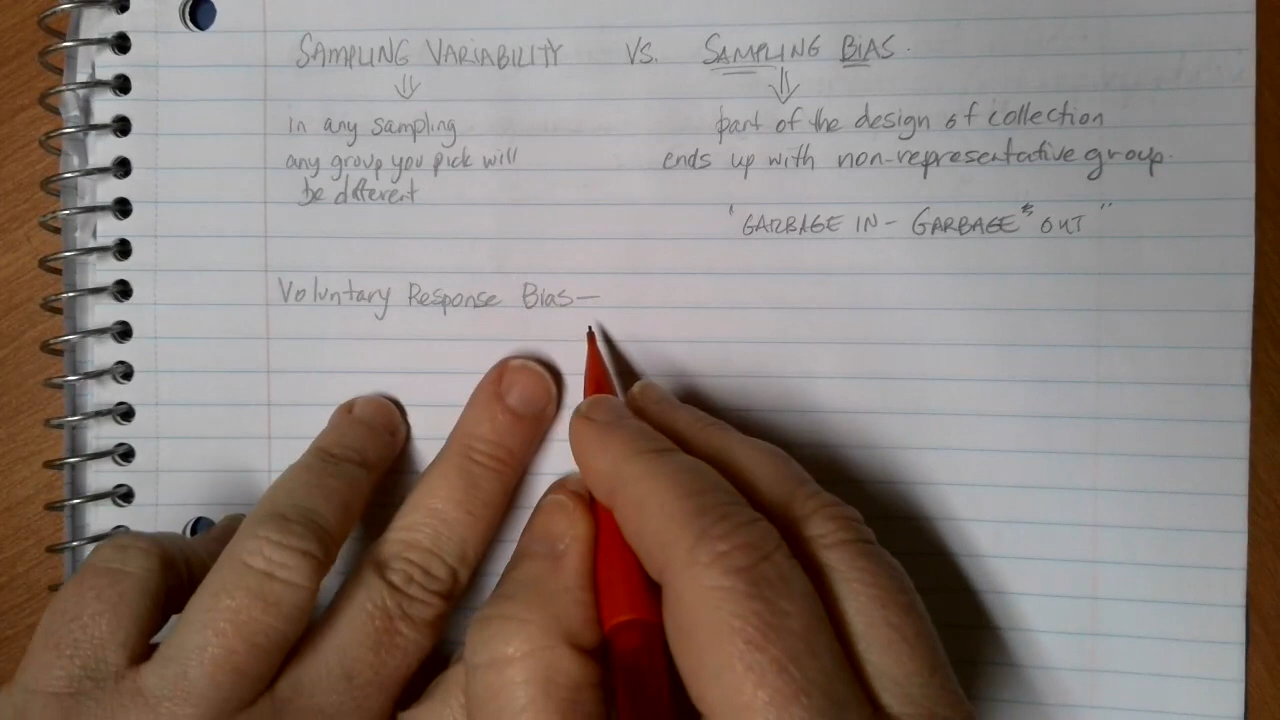 SAMPLING VARIABILITY VS. SAMPLING BIAS.
⇓ ⇓
in any sampling
any group you pick will
be different
part of the design of collection
ends up with non-representative group.
"GARBAGE IN - GARBAGE OUT"
Voluntary Response Bias—